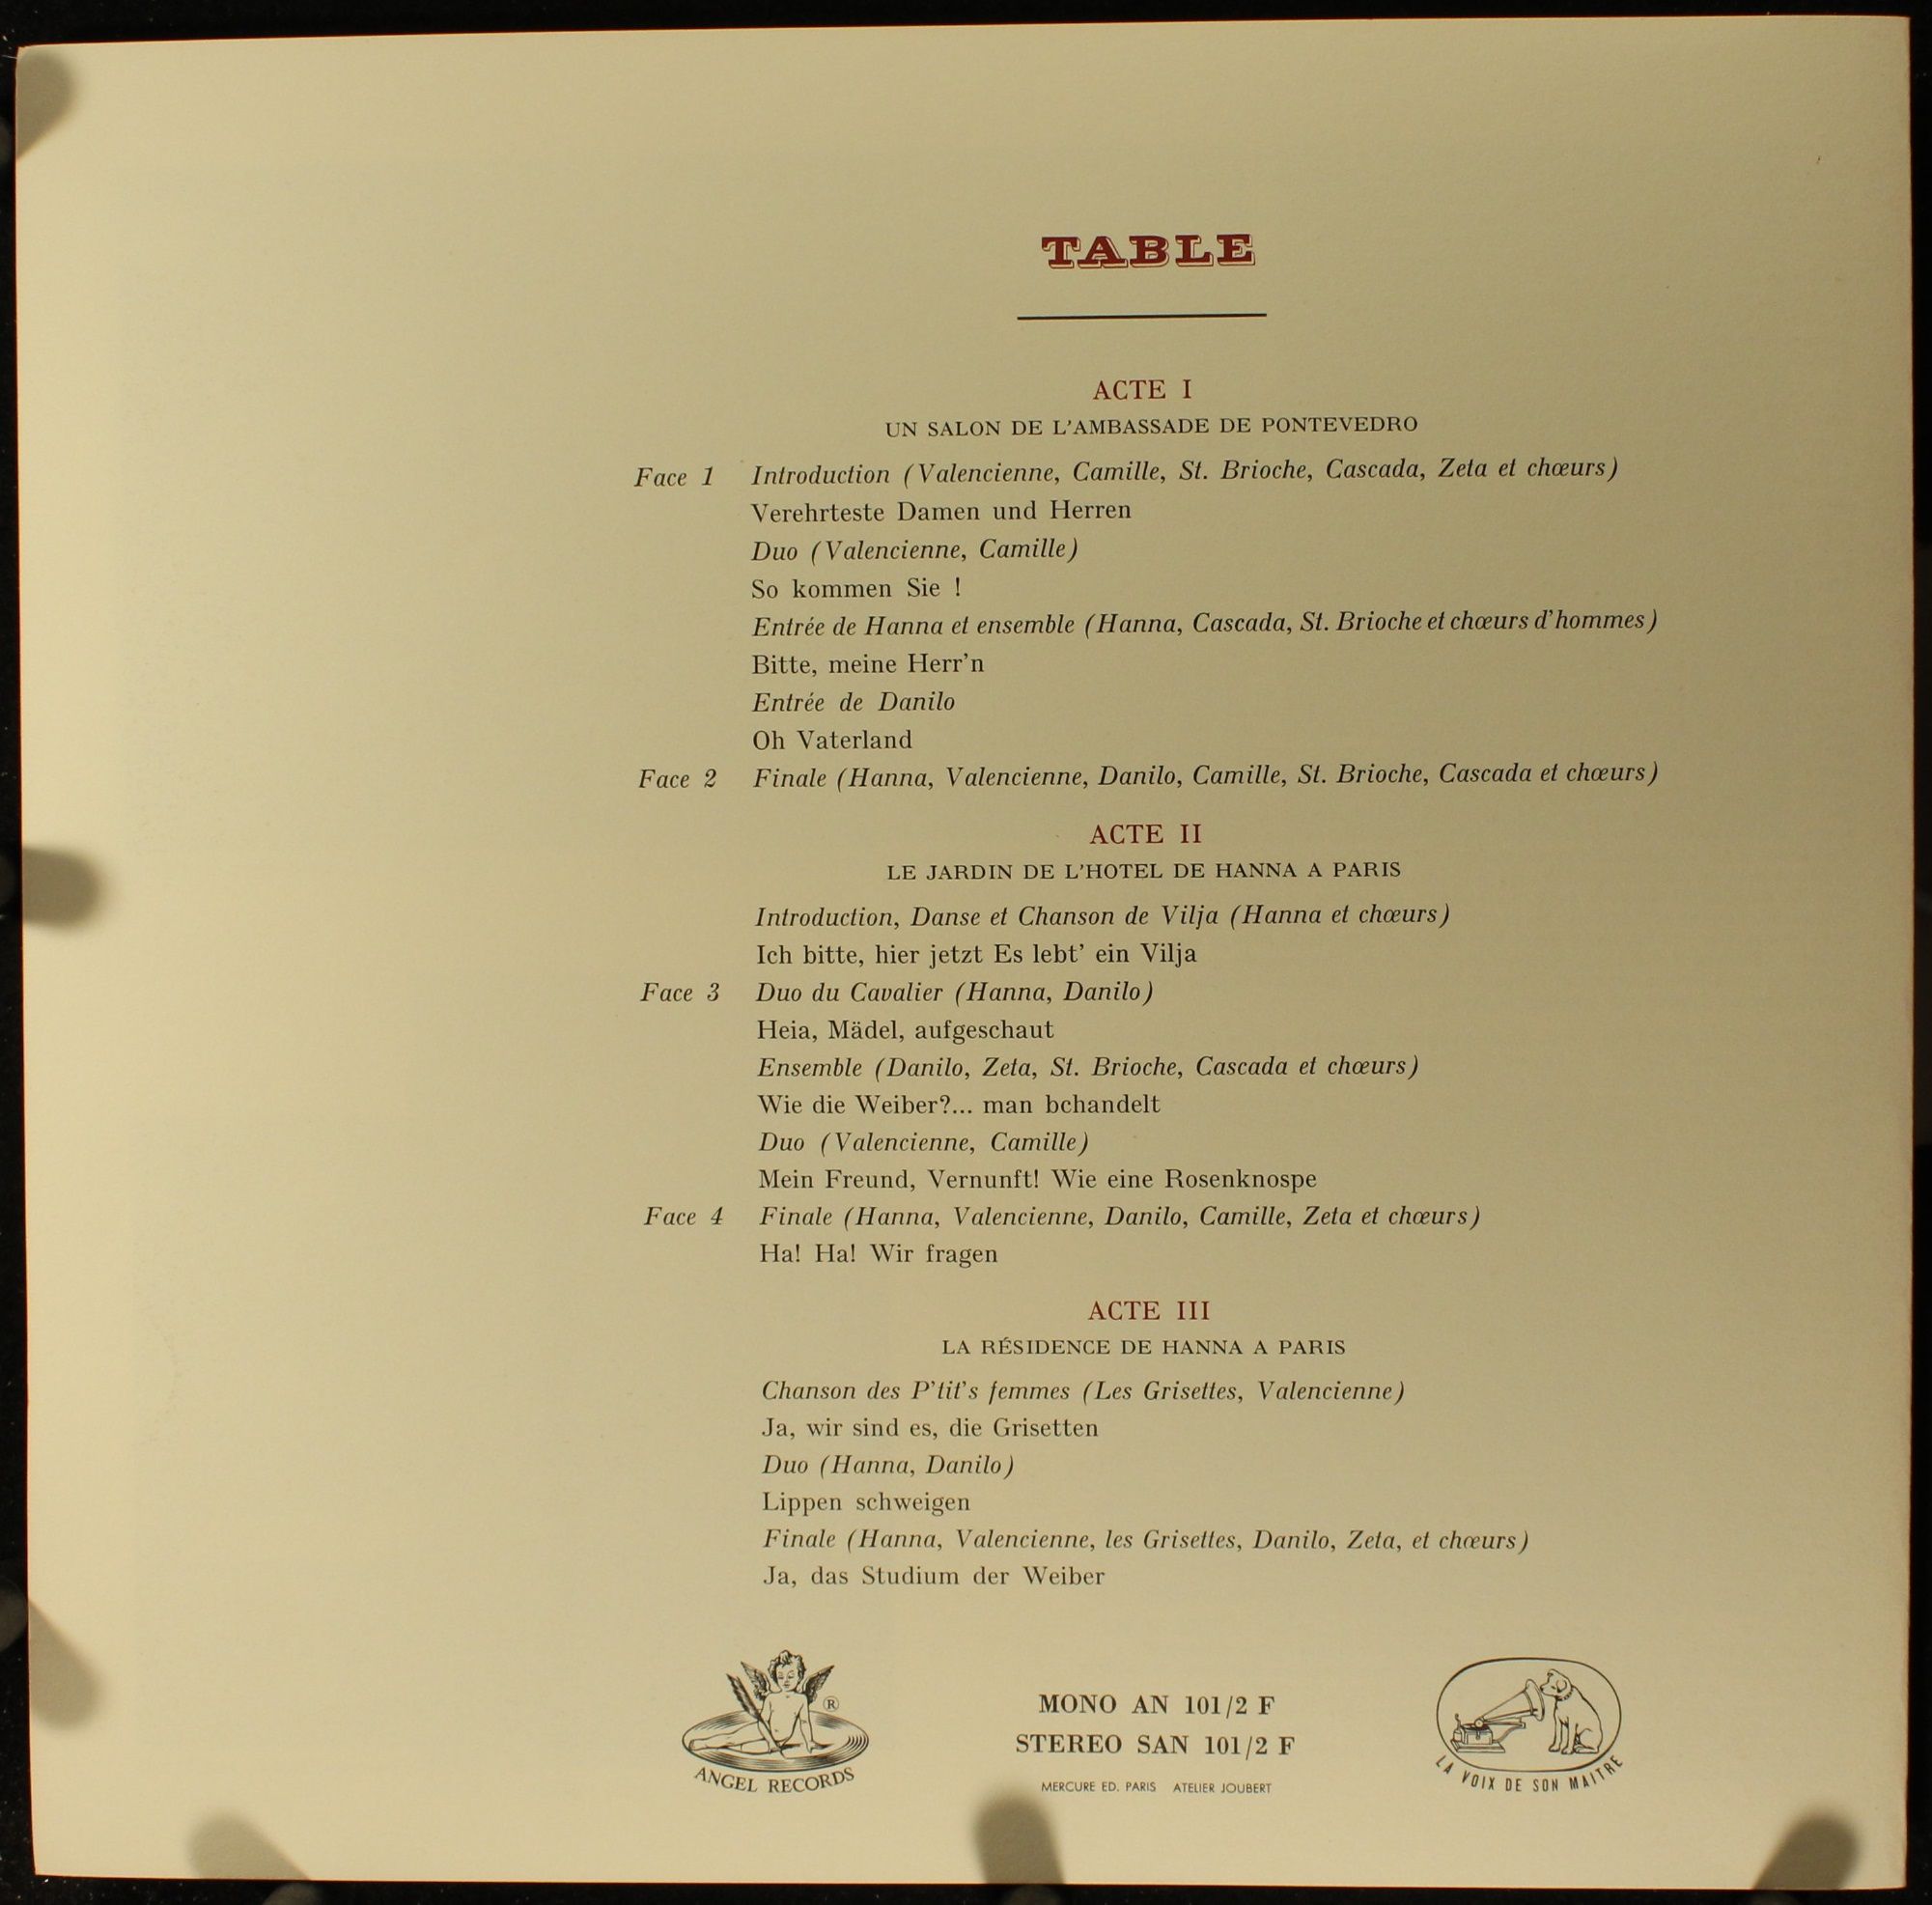 TABLE
ACTE I
UN SALON DE L'AMBASSADE DE PONTEVEDRO
Face 1 Introduction (Valencienne, Camille, St. Brioche, Cascada, Zeta et chœurs)
Verehrteste Damen und Herren
Duo (Valencienne, Camille)
So kommen Sie !
Entrée de Hanna et ensemble (Hanna, Cascada, St. Brioche et chœurs d'hommes)
Bitte, meine Herr'n
Entrée de Danilo
Oh Vaterland
Face 2 Finale (Hanna, Valencienne, Danilo, Camille, St. Brioche, Cascada et chœurs)
ACTE II
LE JARDIN DE L'HOTEL DE HANNA A PARIS
Introduction, Danse et Chanson de Vilja (Hanna et chœurs)
Ich bitte, hier jetzt Es lebt' ein Vilja
Face 3 Duo du Cavalier (Hanna, Danilo)
Heia, Mädel, aufgeschaut
Ensemble (Danilo, Zeta, St. Brioche, Cascada et chœurs)
Wie die Weiber?... man bchandelt
Duo (Valencienne, Camille)
Mein Freund, Vernunft! Wie eine Rosenknospe
Face 4 Finale (Hanna, Valencienne, Danilo, Camille, Zeta et chœurs)
Ha! Ha! Wir fragen
ACTE III
LA RÉSIDENCE DE HANNA A PARIS
Chanson des P'tit's femmes (Les Grisettes, Valencienne)
Ja, wir sind es, die Grisetten
Duo (Hanna, Danilo)
Lippen schweigen
Finale (Hanna, Valencienne, les Grisettes, Danilo, Zeta, et chœurs)
Ja, das Studium der Weiber
®
ANGEL RECORDS
MONO AN 101/2 F
STEREO SAN 101/2 F
MERCURE ED. PARIS ATELIER JOUBERT
LA VOIX DE SON MAITRE